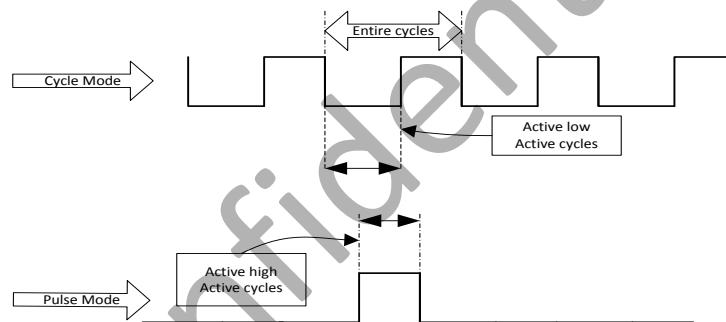 Entire cycles
Cycle Mode
Active low
Active cycles
Active high
Active cycles
Pulse Mode